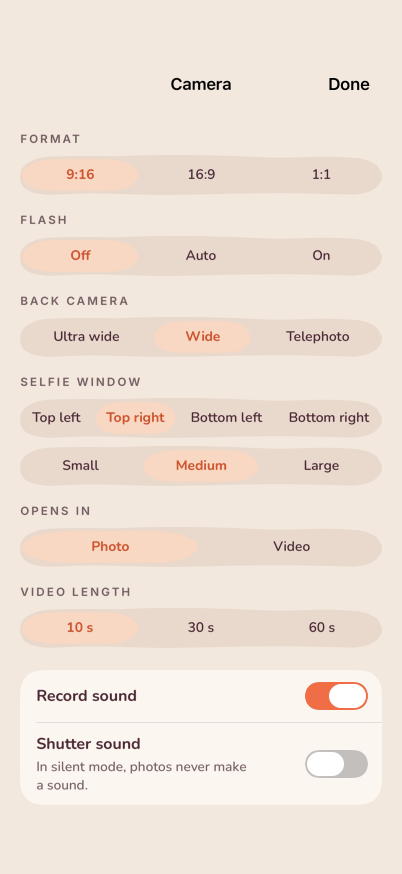 Camera Done
FORMAT
9:16 16:9 1:1
FLASH
Off Auto On
BACK CAMERA
Ultra wide Wide Telephoto
SELFIE WINDOW
Top left Top right Bottom left Bottom right
Small Medium Large
OPENS IN
Photo Video
VIDEO LENGTH
10 s 30 s 60 s
Record sound
Shutter sound
In silent mode, photos never make
a sound.